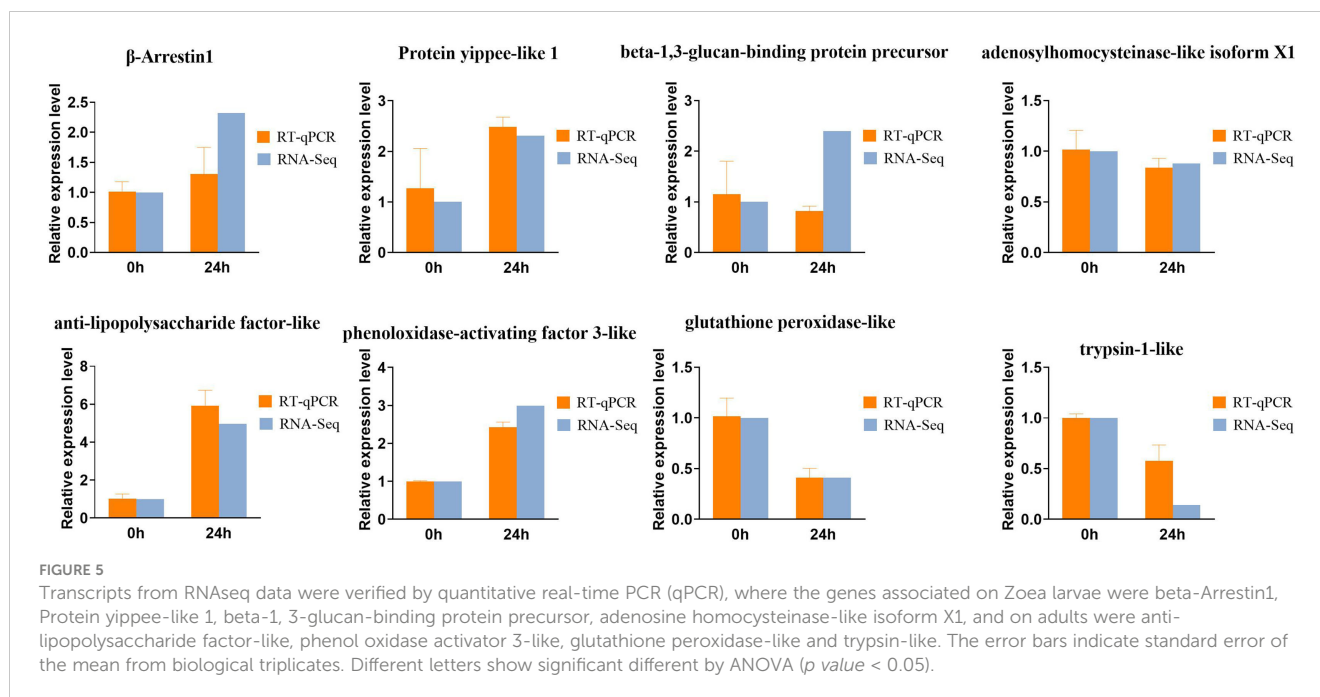 β-Arrestin1
Relative expression level
2.5
2.0
1.5
1.0
0.5
0.0
0h
24h
RT-qPCR
RNA-Seq
Protein yippee-like 1
Relative expression level
3
2
1
0
0h
24h
RT-qPCR
RNA-Seq
beta-1,3-glucan-binding protein precursor
Relative expression level
3
2
1
0
0h
24h
RT-qPCR
RNA-Seq
adenosylhomocysteinase-like isoform X1
Relative expression level
1.5
1.0
0.5
0.0
0h
24h
RT-qPCR
RNA-Seq
anti-lipopolysaccharide factor-like
Relative expression level
8
6
4
2
0
0h
24h
RT-qPCR
RNA-Seq
phenoloxidase-activating factor 3-like
Relative expression level
4
3
2
1
0
0h
24h
RT-qPCR
RNA-Seq
glutathione peroxidase-like
Relative expression level
1.5
1.0
0.5
0.0
0h
24h
RT-qPCR
RNA-Seq
trypsin-1-like
Relative expression level
1.5
1.0
0.5
0.0
0h
24h
RT-qPCR
RNA-Seq
FIGURE 5
Transcripts from RNAseq data were verified by quantitative real-time PCR (qPCR), where the genes associated on Zoea larvae were beta-Arrestin1,
Protein yippee-like 1, beta-1, 3-glucan-binding protein precursor, adenosine homocysteinase-like isoform X1, and on adults were anti-
lipopolysaccharide factor-like, phenol oxidase activator 3-like, glutathione peroxidase-like and trypsin-like. The error bars indicate standard error of
the mean from biological triplicates. Different letters show significant different by ANOVA (p value < 0.05).